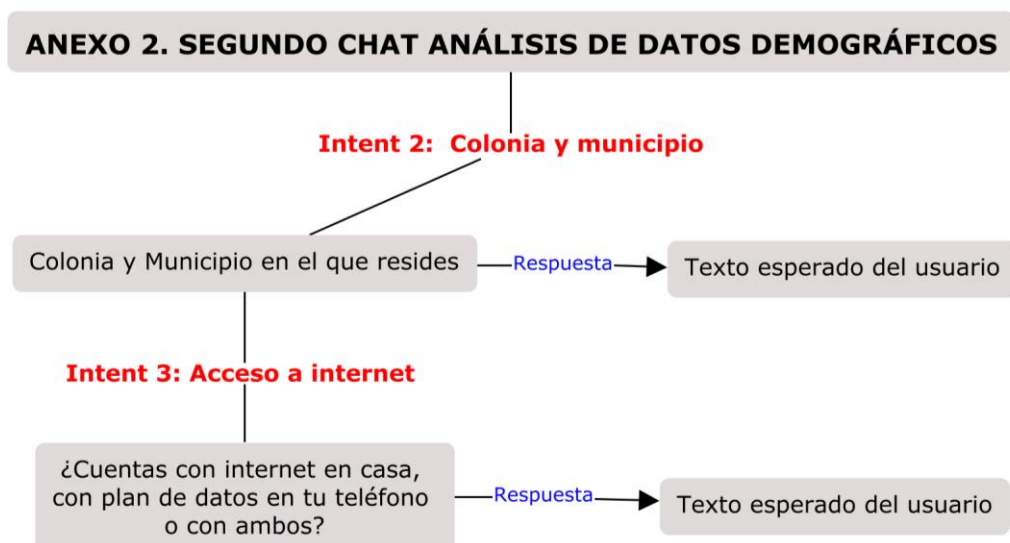 ANEXO 2. SEGUNDO CHAT ANÁLISIS DE DATOS DEMOGRÁFICOS
Intent 2: Colonia y municipio
Colonia y Municipio en el que resides
Respuesta
Texto esperado del usuario
Intent 3: Acceso a internet
¿Cuentas con internet en casa,
con plan de datos en tu teléfono
o con ambos?
Respuesta
Texto esperado del usuario